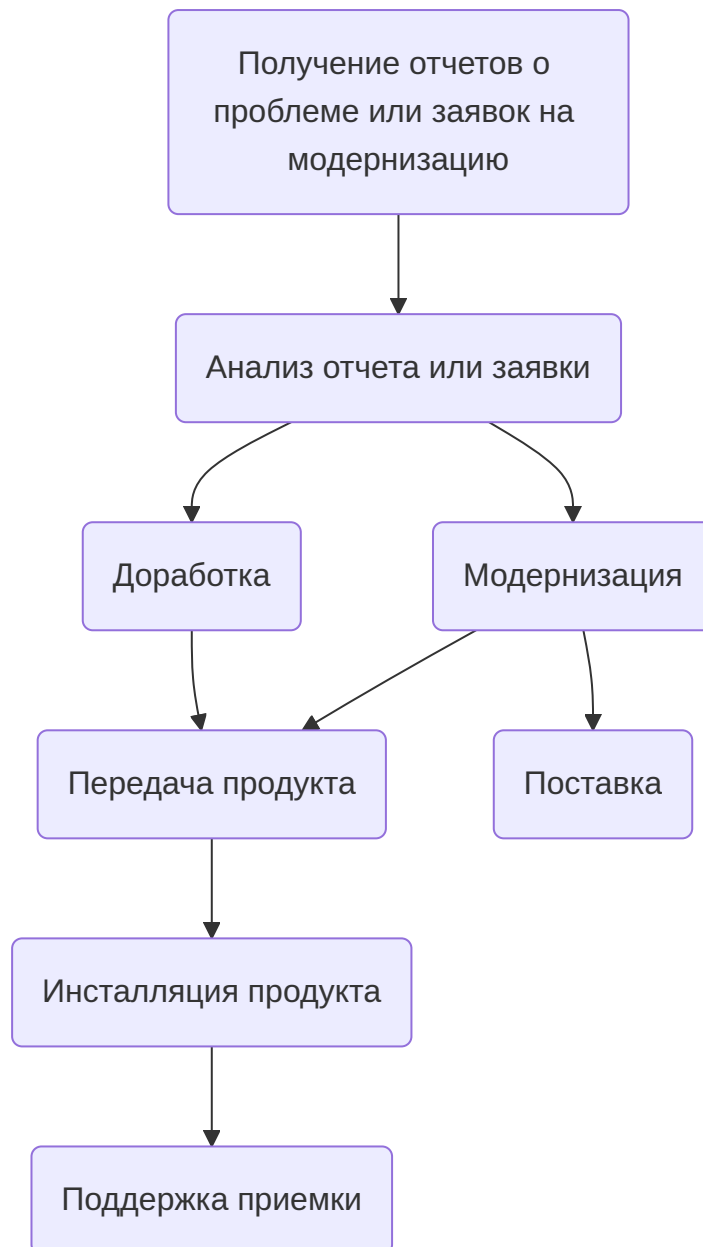 Получение отчетов о
проблеме или заявок на
модернизацию
Анализ отчета или заявки
Доработка
Модернизация
Передача продукта
Поставка
Инсталляция продукта
Поддержка приемки